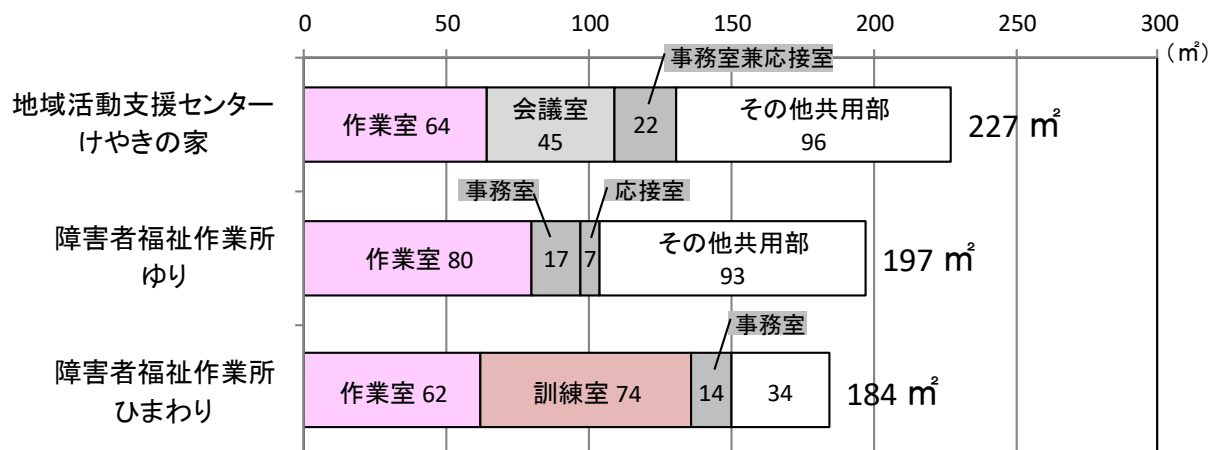 0 50 100 150 200 250 300
（㎡）
事務室兼応接室
地域活動支援センター
けやきの家
作業室 64
会議室
45
22
その他共用部
96
227 ㎡
事務室
応接室
障害者福祉作業所
ゆり
作業室 80
17
7
その他共用部
93
197 ㎡
事務室
障害者福祉作業所
ひまわり
作業室 62
訓練室 74
14
34
184 ㎡